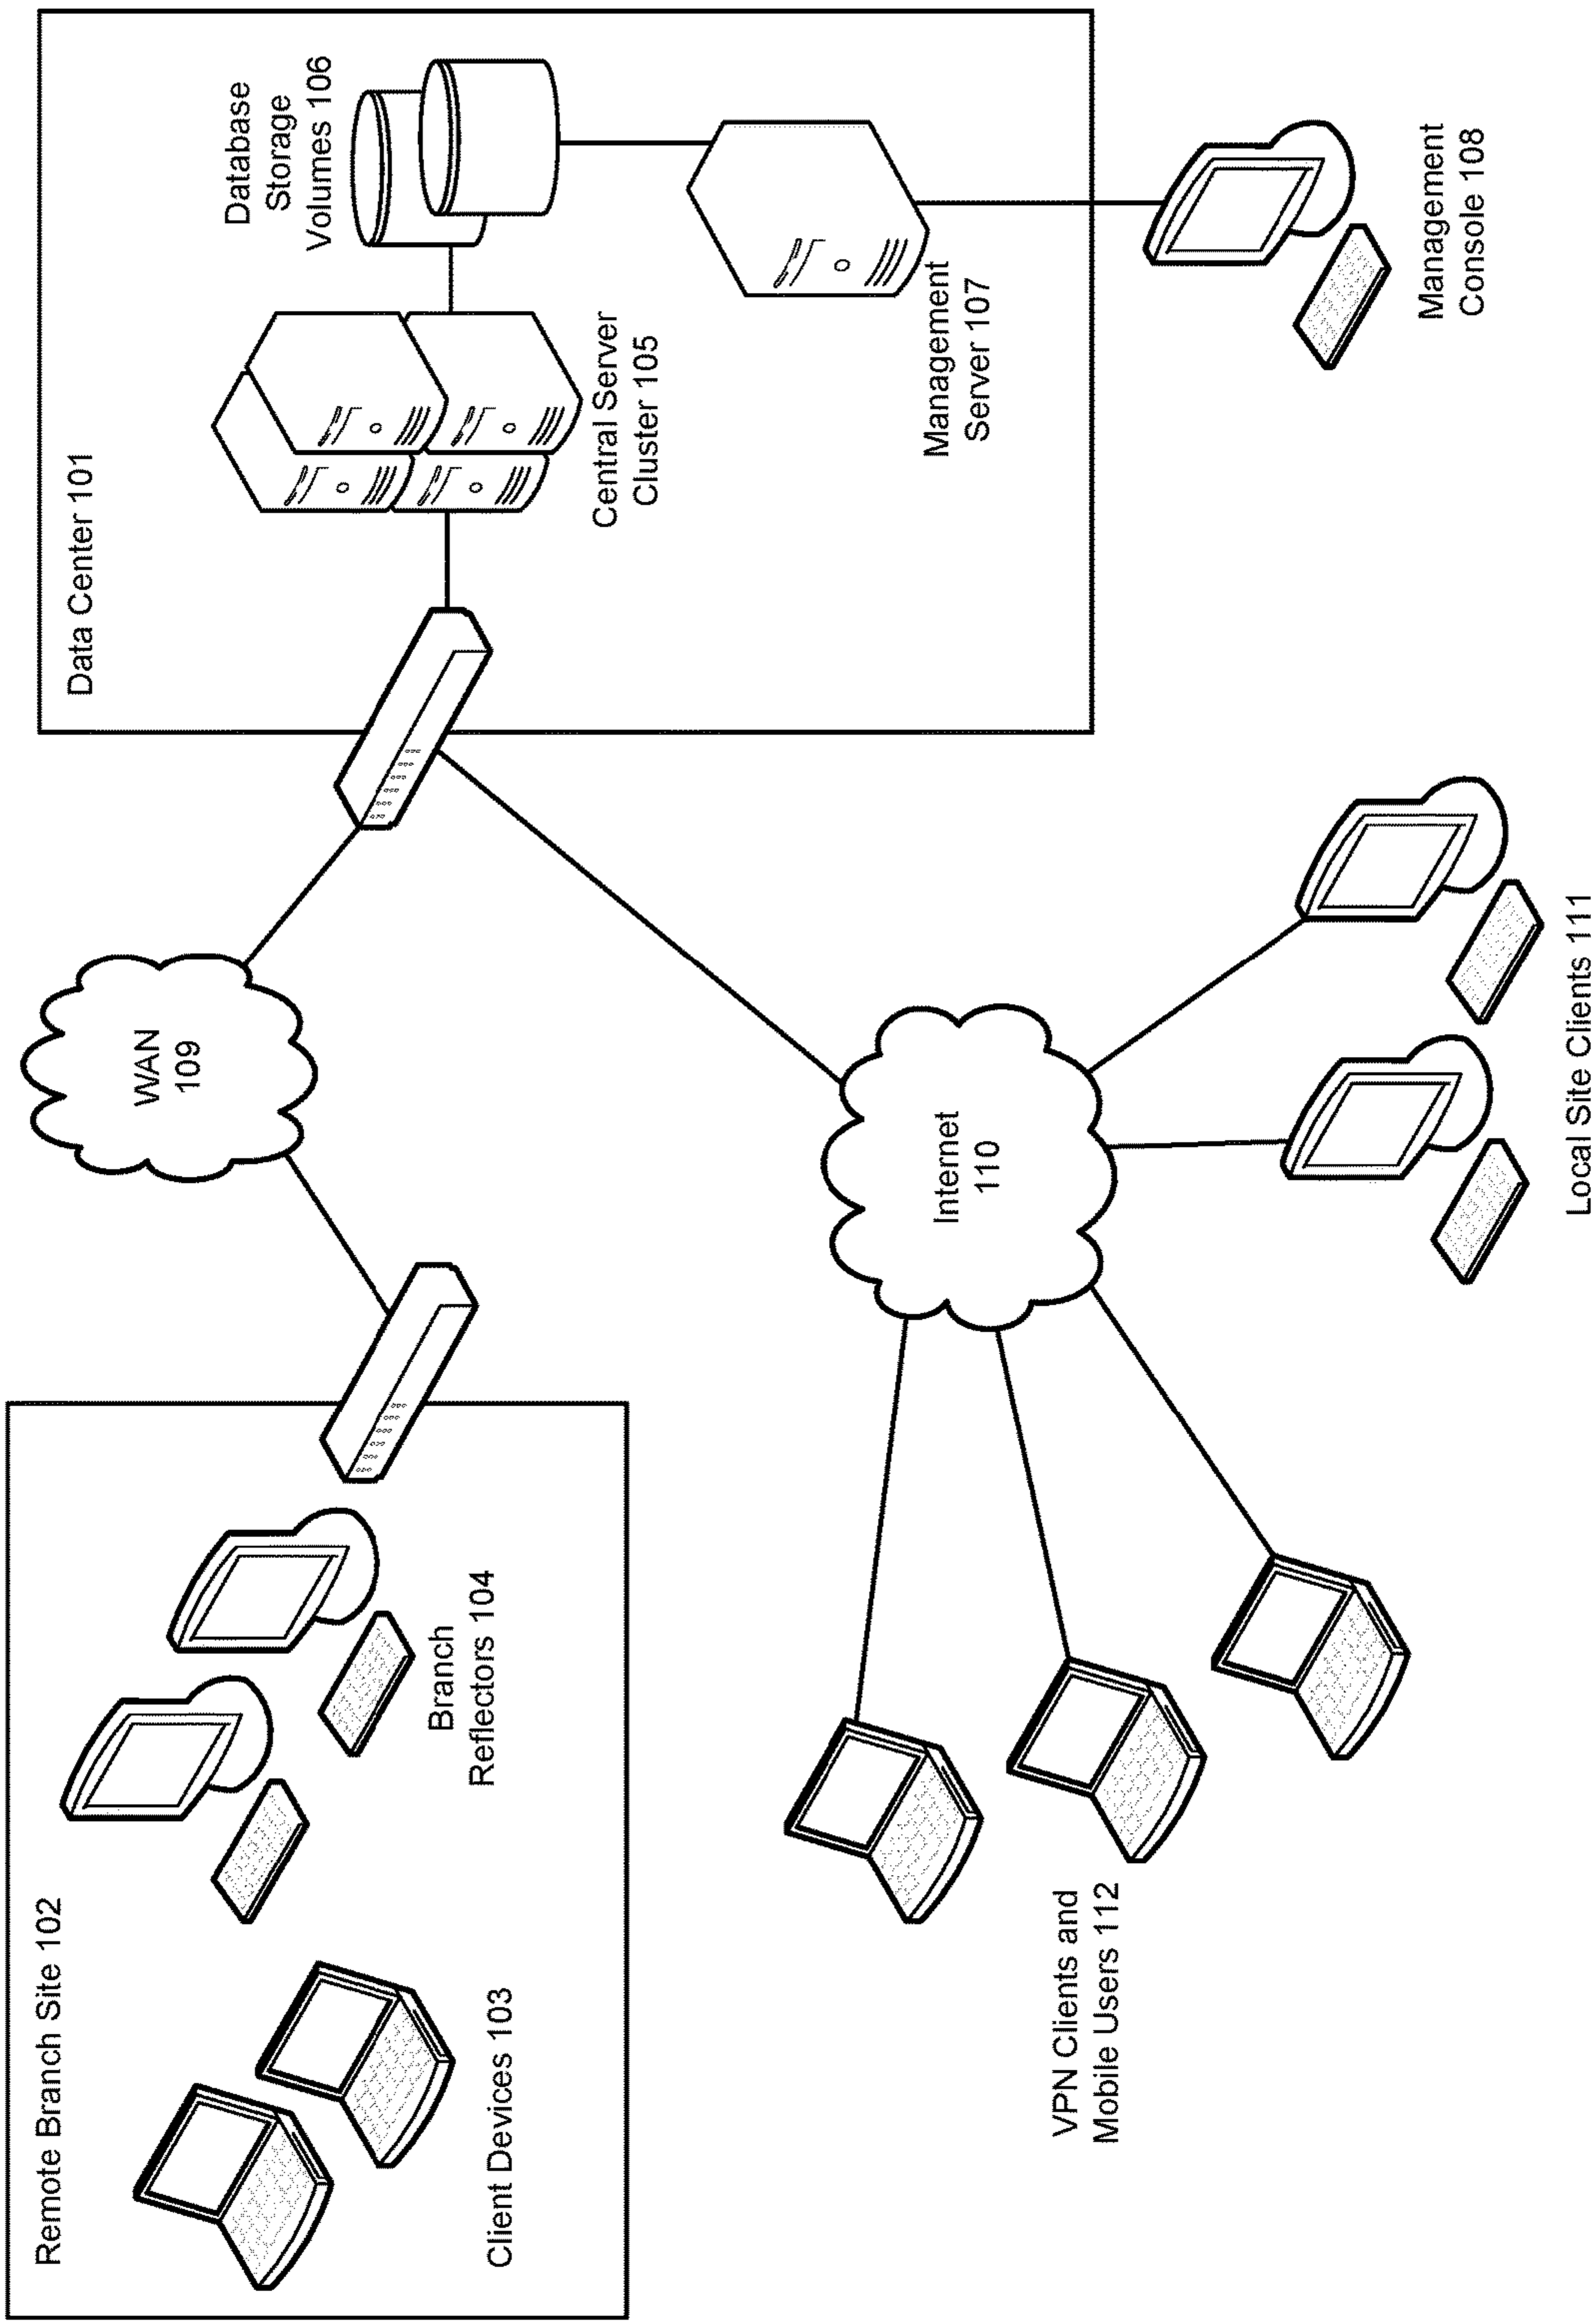 Remote Branch Site 102
Client Devices 103
Branch
Reflectors 104
WAN
109
Data Center 101
Database
Storage
Volumes 106
Central Server
Cluster 105
Management
Server 107
Management
Console 108
Internet
110
VPN Clients and
Mobile Users 112
Local Site Clients 111